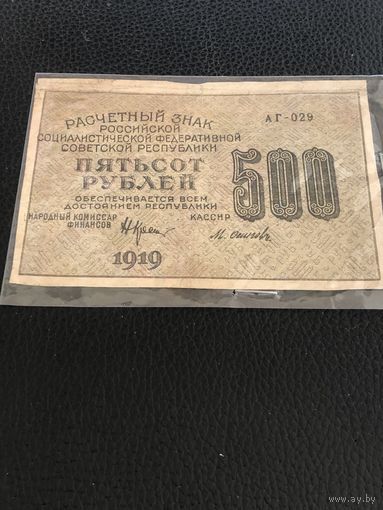 РАСЧЕТНЫЙ ЗНАК
РОССИЙСКОЙ
СОЦИАЛИСТИЧЕСКОЙ ФЕДЕРАТИВНОЙ
СОВЕТСКОЙ РЕСПУБЛИКИ
АГ-029
ПЯТЬСОТ
РУБЛЕЙ
500
ОБЕСПЕЧИВАЕТСЯ ВСЕМ
ДОСТОЯНИЕМ РЕСПУБЛИКИ
НАРОДНЫЙ КОМИССАР
ФИНАНСОВ
КАССИР
1919
ay.by